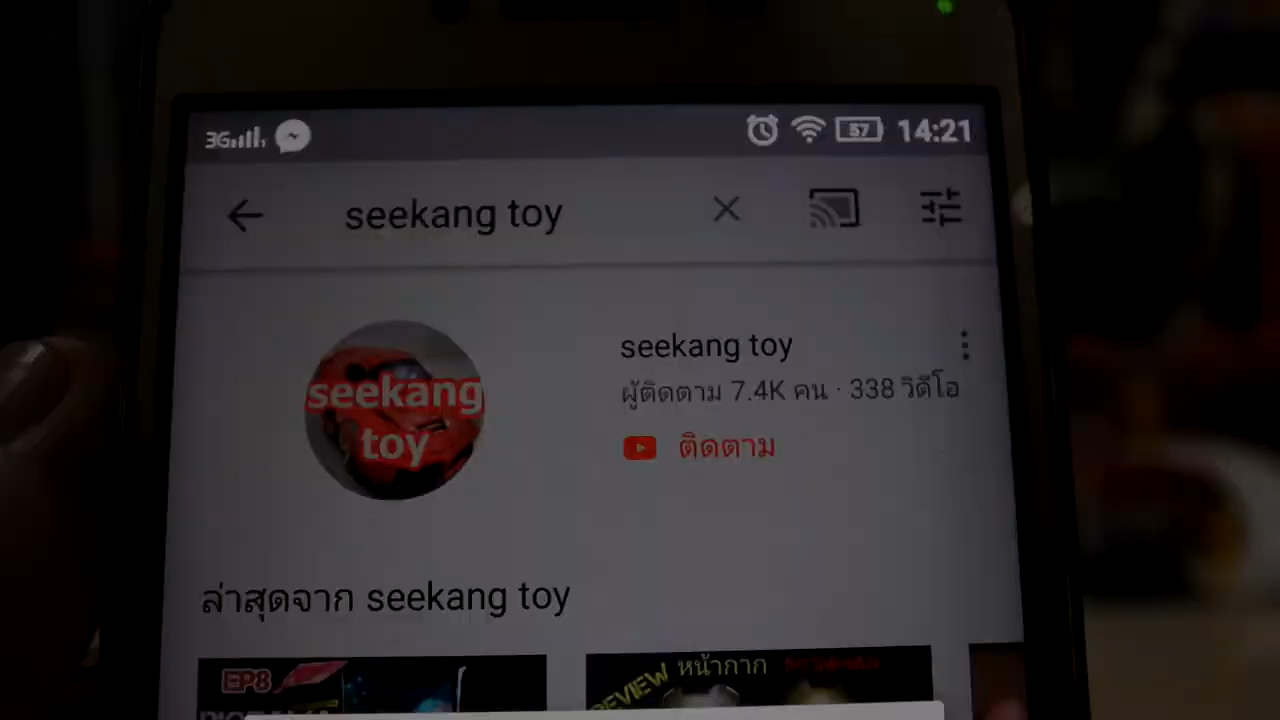 3G 57 14:21
seekang toy
seekang
toy
seekang toy
ผู้ติดตาม 7.4K คน · 338 วิดีโอ
ติดตาม
ล่าสุดจาก seekang toy
EP8
REVIEW หน้ากาก